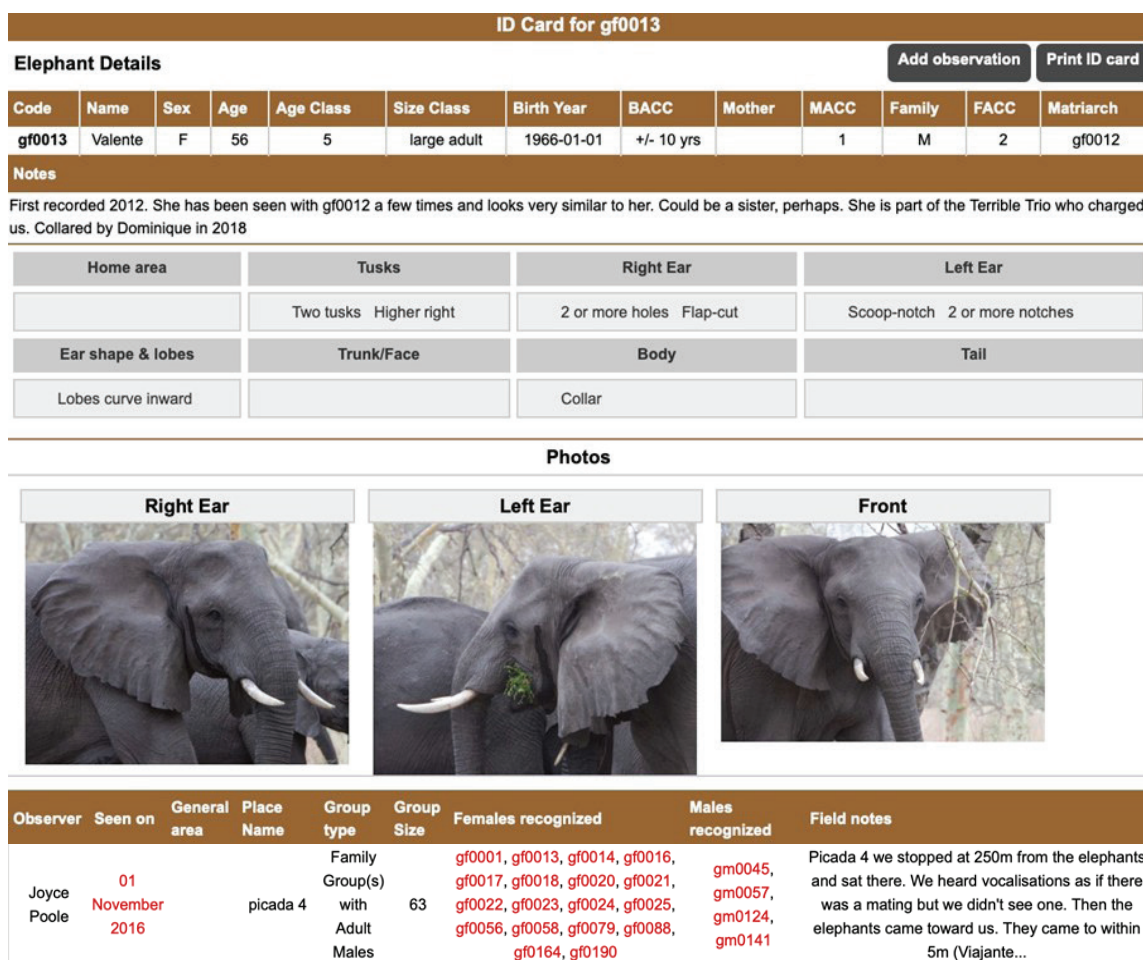 ID Card for gf0013
Elephant Details
Add observation
Print ID card
Code Name Sex Age Age Class Size Class Birth Year BACC Mother MACC Family FACC Matriarch
gf0013 Valente F 56 5 large adult 1966-01-01 +/- 10 yrs 1 M 2 gf0012
Notes
First recorded 2012. She has been seen with gf0012 a few times and looks very similar to her. Could be a sister, perhaps. She is part of the Terrible Trio who charged
us. Collared by Dominique in 2018
Home area Tusks Right Ear Left Ear
Two tusks Higher right 2 or more holes Flap-cut Scoop-notch 2 or more notches
Ear shape & lobes Trunk/Face Body Tail
Lobes curve inward Collar
Photos
Right Ear Left Ear Front
Observer Seen on General area Place Name Group type Group Size Females recognized Males recognized Field notes
Joyce
Poole
01
November
2016
picada 4
Family
Group(s)
with
Adult
Males
63
gf0001, gf0013, gf0014, gf0016,
gf0017, gf0018, gf0020, gf0021,
gf0022, gf0023, gf0024, gf0025,
gf0056, gf0058, gf0079, gf0088,
gf0164, gf0190
gm0045,
gm0057,
gm0124,
gm0141
Picada 4 we stopped at 250m from the elephants
and sat there. We heard vocalisations as if there
was a mating but we didn't see one. Then the
elephants came toward us. They came to within
5m (Viajante...